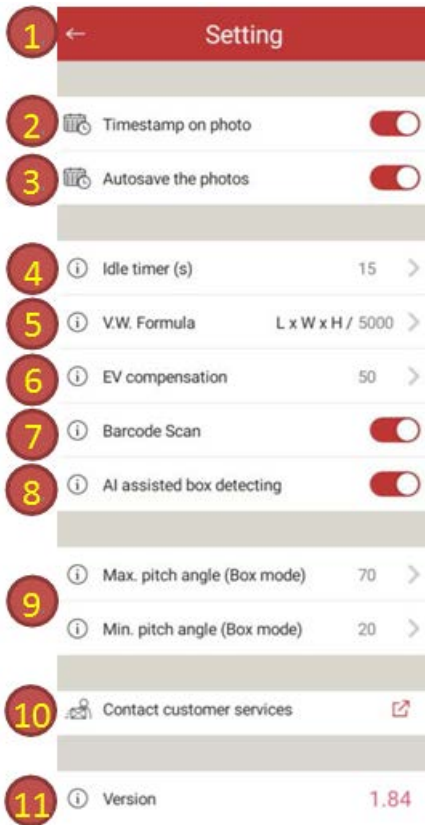 1 ← Setting
2 Timestamp on photo
3 Autosave the photos
4 Idle timer (s) 15 >
5 V.W. Formula L x W x H / 5000 >
6 EV compensation 50 >
7 Barcode Scan
8 AI assisted box detecting
Max. pitch angle (Box mode) 70 >
9
Min. pitch angle (Box mode) 20 >
10 Contact customer services
11 Version 1.84